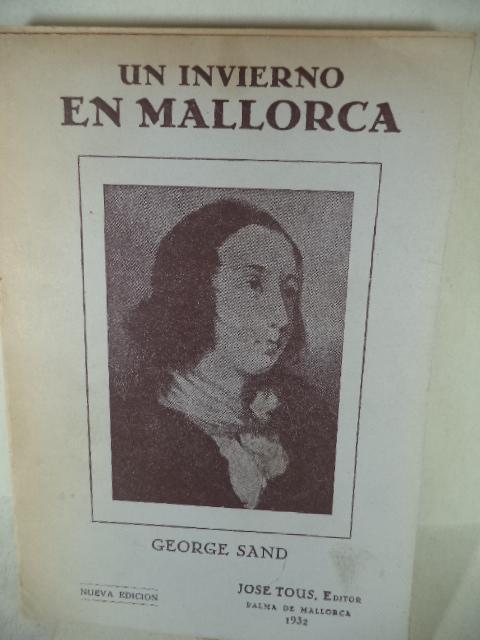 UN INVIERNO
EN MALLORCA
GEORGE SAND
NUEVA EDICION
JOSE TOUS, EDITOR
PALMA DE MALLORCA
1932